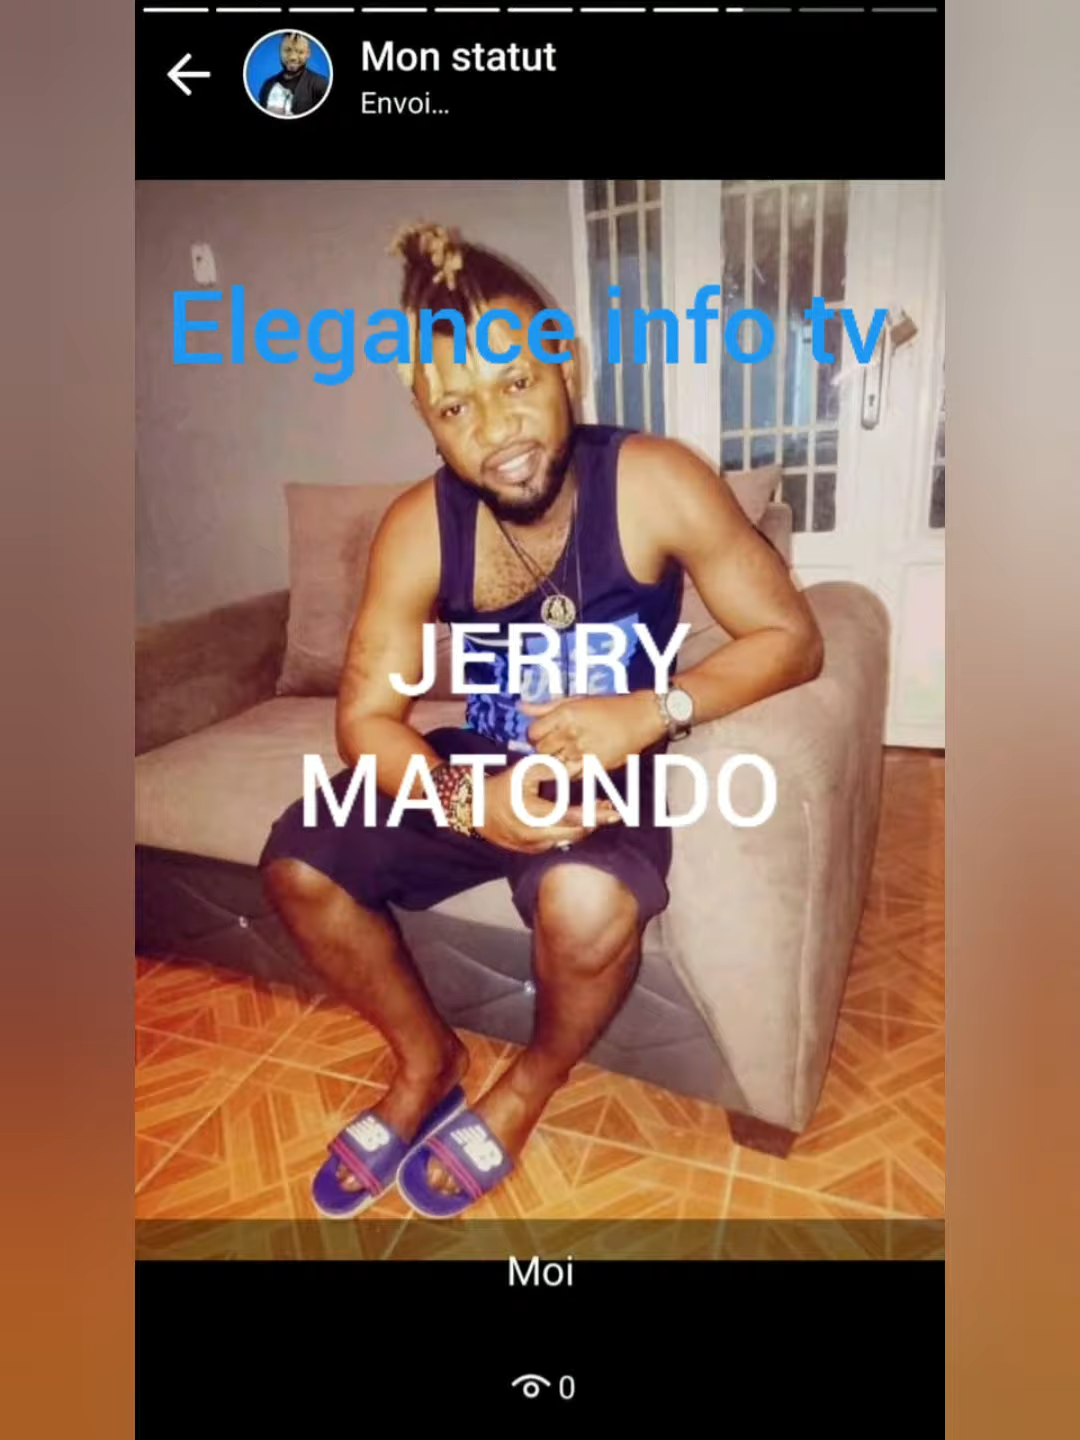 Mon statut
Envoi...
Elegance info tv
JERRY
MATONDO
Moi
0